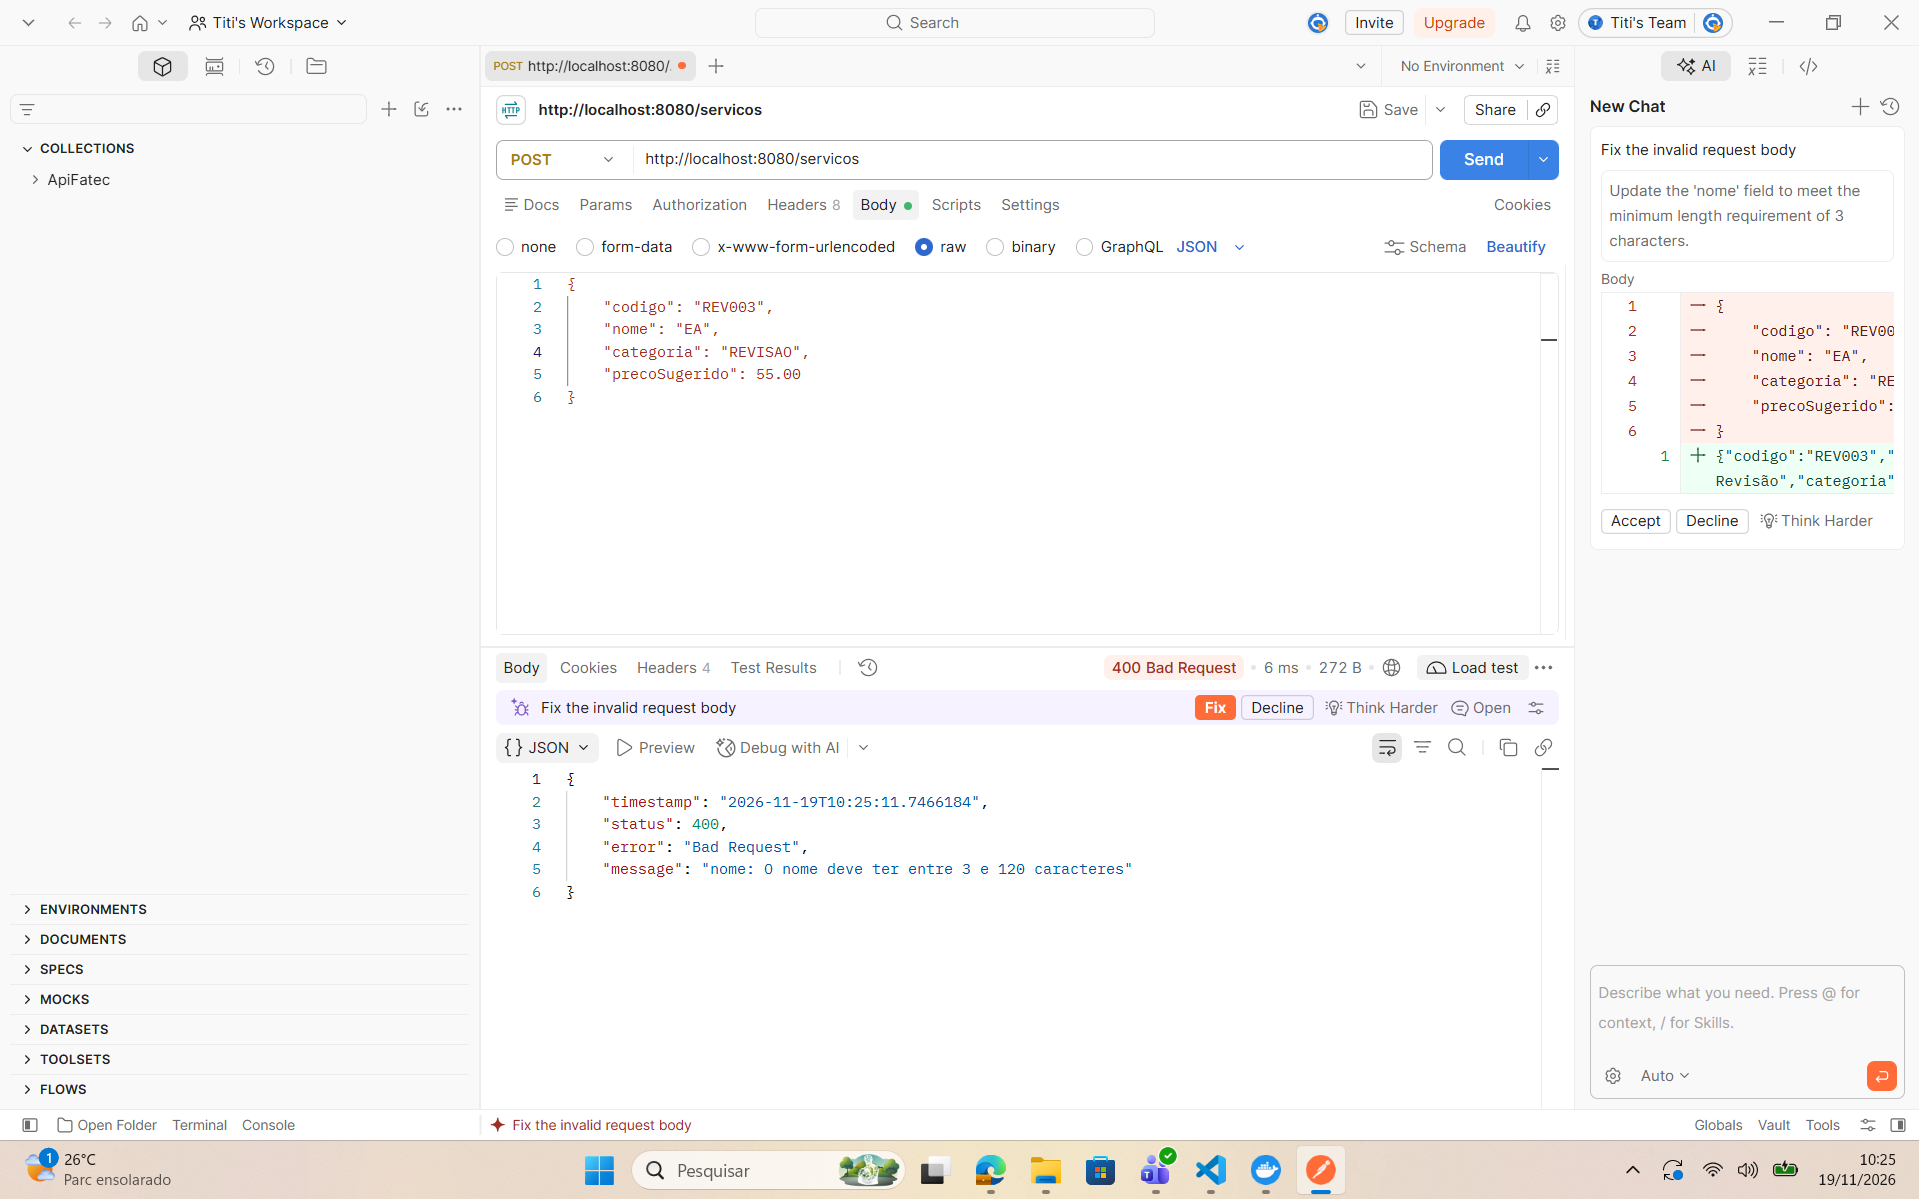 Titi's Workspace
Search
Invite
Upgrade
Titi's Team
COLLECTIONS
ApiFatec
ENVIRONMENTS
DOCUMENTS
SPECS
MOCKS
DATASETS
TOOLSETS
FLOWS
POST http://localhost:8080/.
No Environment
HTTP
http://localhost:8080/servicos
Save
Share
POST
http://localhost:8080/servicos
Send
Docs
Params
Authorization
Headers 8
Body
Scripts
Settings
Cookies
none
form-data
x-www-form-urlencoded
raw
binary
GraphQL
JSON
Schema
Beautify
1 {
2 "codigo": "REV003",
3 "nome": "EA",
4 "categoria": "REVISAO",
5 "precoSugerido": 55.00
6 }
Body
Cookies
Headers 4
Test Results
400 Bad Request
6 ms
272 B
Load test
Fix the invalid request body
Fix
Decline
Think Harder
Open
{} JSON
Preview
Debug with AI
1 {
2 "timestamp": "2026-11-19T10:25:11.7466184",
3 "status": 400,
4 "error": "Bad Request",
5 "message": "nome: O nome deve ter entre 3 e 120 caracteres"
6 }
AI
New Chat
Fix the invalid request body
Update the 'nome' field to meet the
minimum length requirement of 3
characters.
Body
1 — {
2 — "codigo": "REV00
3 — "nome": "EA",
4 — "categoria": "RE
5 — "precoSugerido":
6 — }
1 + {"codigo":"REV003","
Revisão","categoria"
Accept
Decline
Think Harder
Describe what you need. Press @ for
context, / for Skills.
Auto
Open Folder
Terminal
Console
Fix the invalid request body
Globals
Vault
Tools
1
26°C
Parc ensolarado
Pesquisar
10:25
19/11/2026